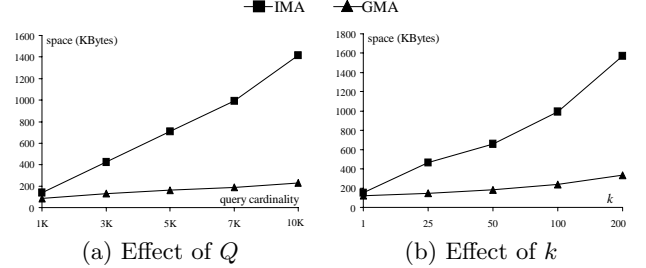 IMA GMA
space (KBytes)
1600
1400
1200
1000
800
600
400
200
0
query cardinality
1K 3K 5K 7K 10K
(a) Effect of Q
space (KBytes)
1800
1600
1400
1200
1000
800
600
400
200
0
k
1 25 50 100 200
(b) Effect of k